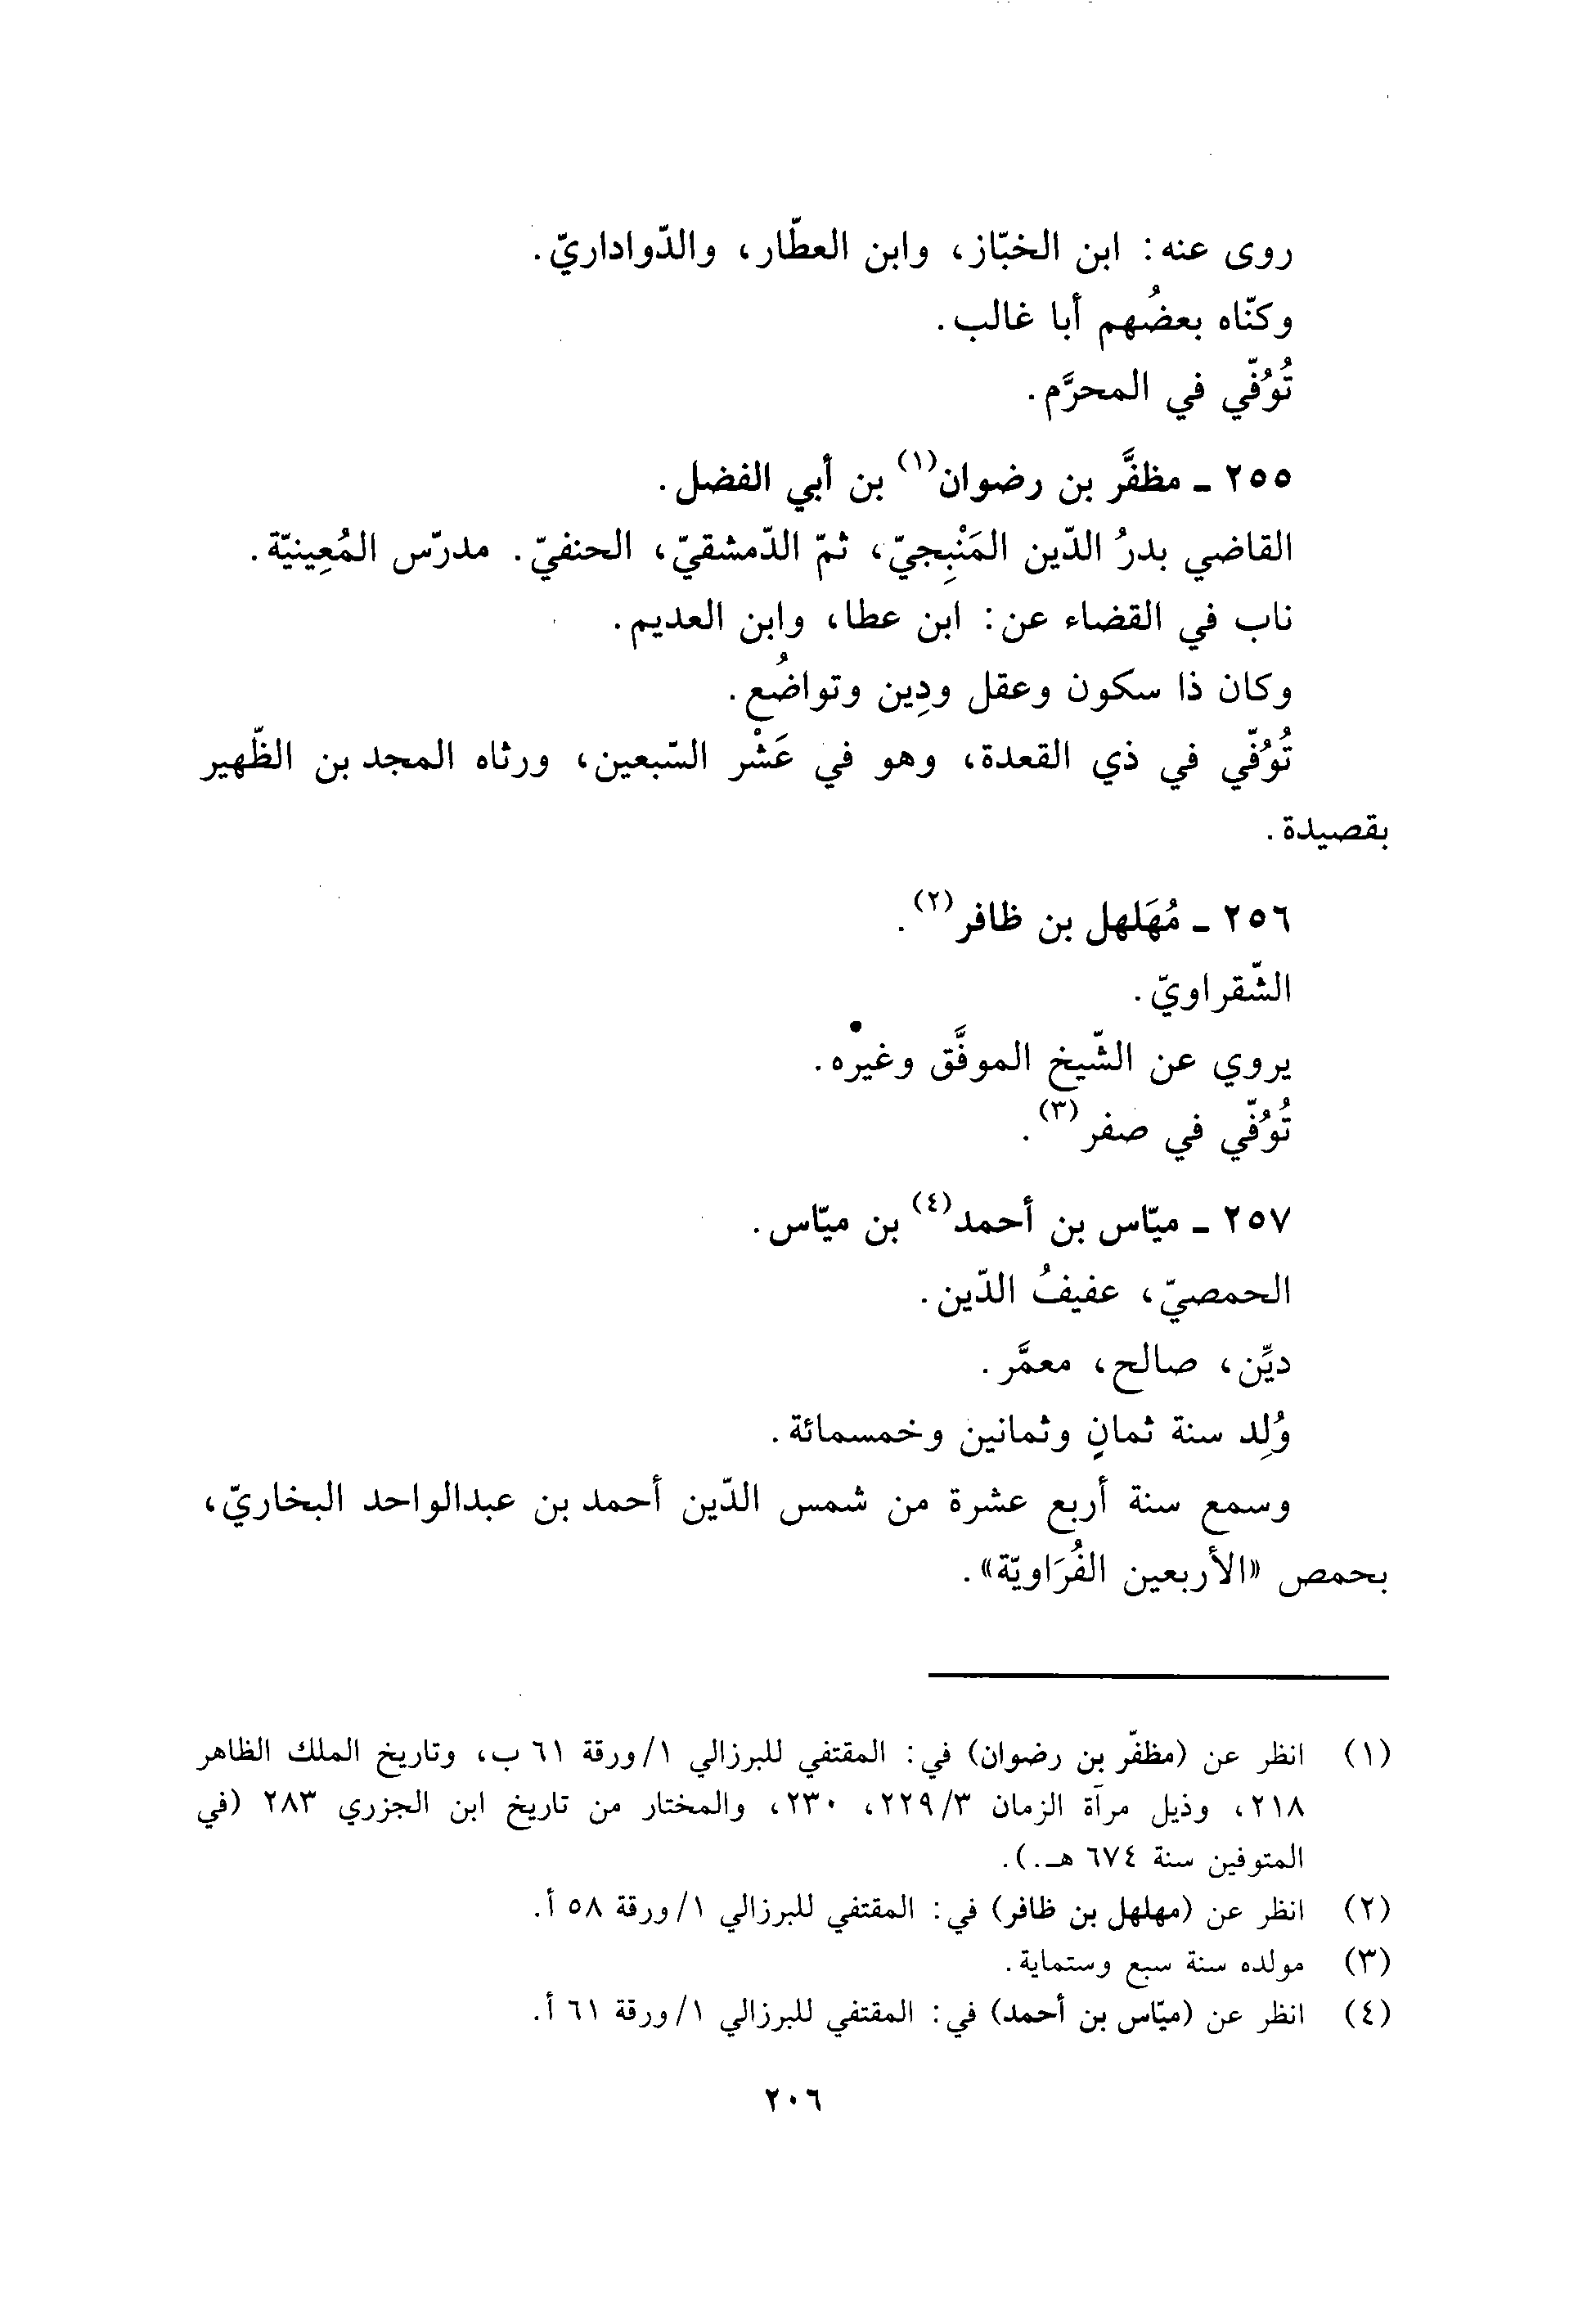 روى عنه: ابن الخبّاز، وابن العطّار، والدّواداريّ.
وكنّاه بعضُهم أبا غالب.
تُوُفّي في المحرَّم.
٢٥٥ ـ مظفَّر بن رضوان(١) بن أبي الفضل.
القاضي بدرُ الدّين المَنْبِجيّ، ثمّ الدّمشقيّ، الحنفيّ. مدرّس المُعِينيّة.
ناب في القضاء عن: ابن عطا، وابن العديم.
وكان ذا سكون وعقل ودِين وتواضُع.
تُوُفّي في ذي القعدة، وهو في عَشْر السّبعين، ورثاه المجد بن الظّهير
بقصيدة.
٢٥٦ ـ مُهَلهل بن ظافر(٢).
الشّقراويّ.
يروي عن الشّيخ الموفَّق وغيره.
تُوُفّي في صفر(٣).
٢٥٧ ـ ميّاس بن أحمد(٤) بن ميّاس.
الحمصيّ، عفيفُ الدّين.
ديِّن، صالح، معمَّر.
وُلِد سنة ثمانٍ وثمانين وخمسمائة.
وسمع سنة أربع عشرة من شمس الدّين أحمد بن عبدالواحد البخاريّ،
بحمص «الأربعين الفُرَاويّة».
(١) انظر عن (مظفّر بن رضوان) في: المقتفي للبرزالي ١/ورقة ٦١ ب، وتاريخ الملك الظاهر
٢١٨، وذيل مرآة الزمان ٢٢٩/٣، ٢٣٠، والمختار من تاريخ ابن الجزري ٢٨٣ (في
المتوفين سنة ٦٧٤ هـ.).
(٢) انظر عن (مهلهل بن ظافر) في: المقتفي للبرزالي ١/ورقة ٥٨ أ.
(٣) مولده سنة سبع وستماية.
(٤) انظر عن (ميّاس بن أحمد) في: المقتفي للبرزالي ١/ورقة ٦١ أ.
٢٠٦